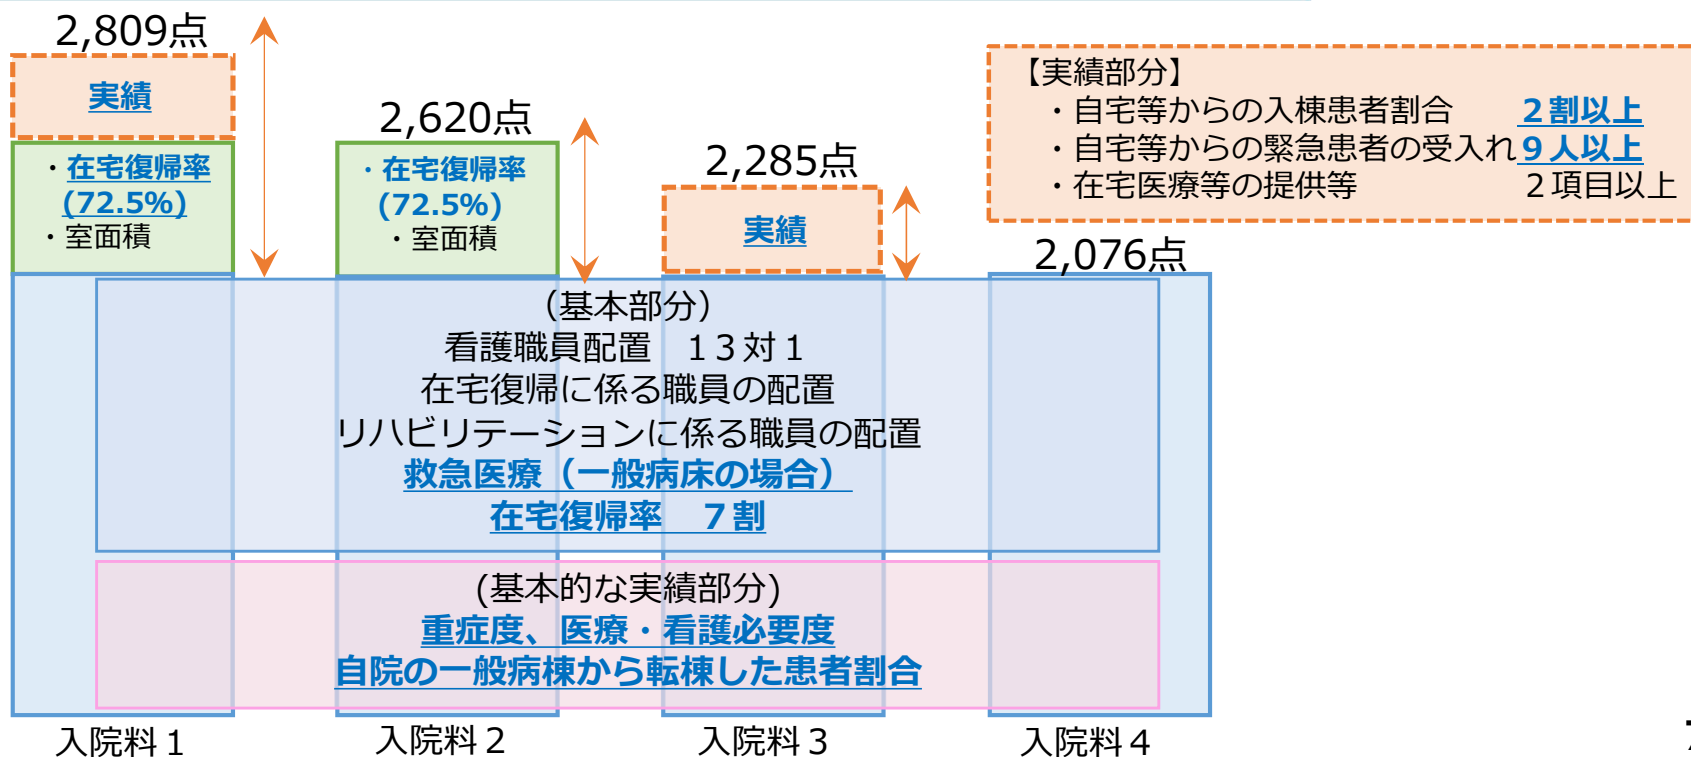 2,809点
実績
・在宅復帰率
(72.5%)
・室面積
2,620点
・在宅復帰率
(72.5%)
・室面積
2,285点
実績
【実績部分】
・自宅等からの入棟患者割合　２割以上
・自宅等からの緊急患者の受入れ９人以上
・在宅医療等の提供等　２項目以上
2,076点
（基本部分）
看護職員配置　１３対１
在宅復帰に係る職員の配置
リハビリテーションに係る職員の配置
救急医療（一般病床の場合）
在宅復帰率　７割
(基本的な実績部分)
重症度、医療・看護必要度
自院の一般病棟から転棟した患者割合
入院料１
入院料２
入院料３
入院料４